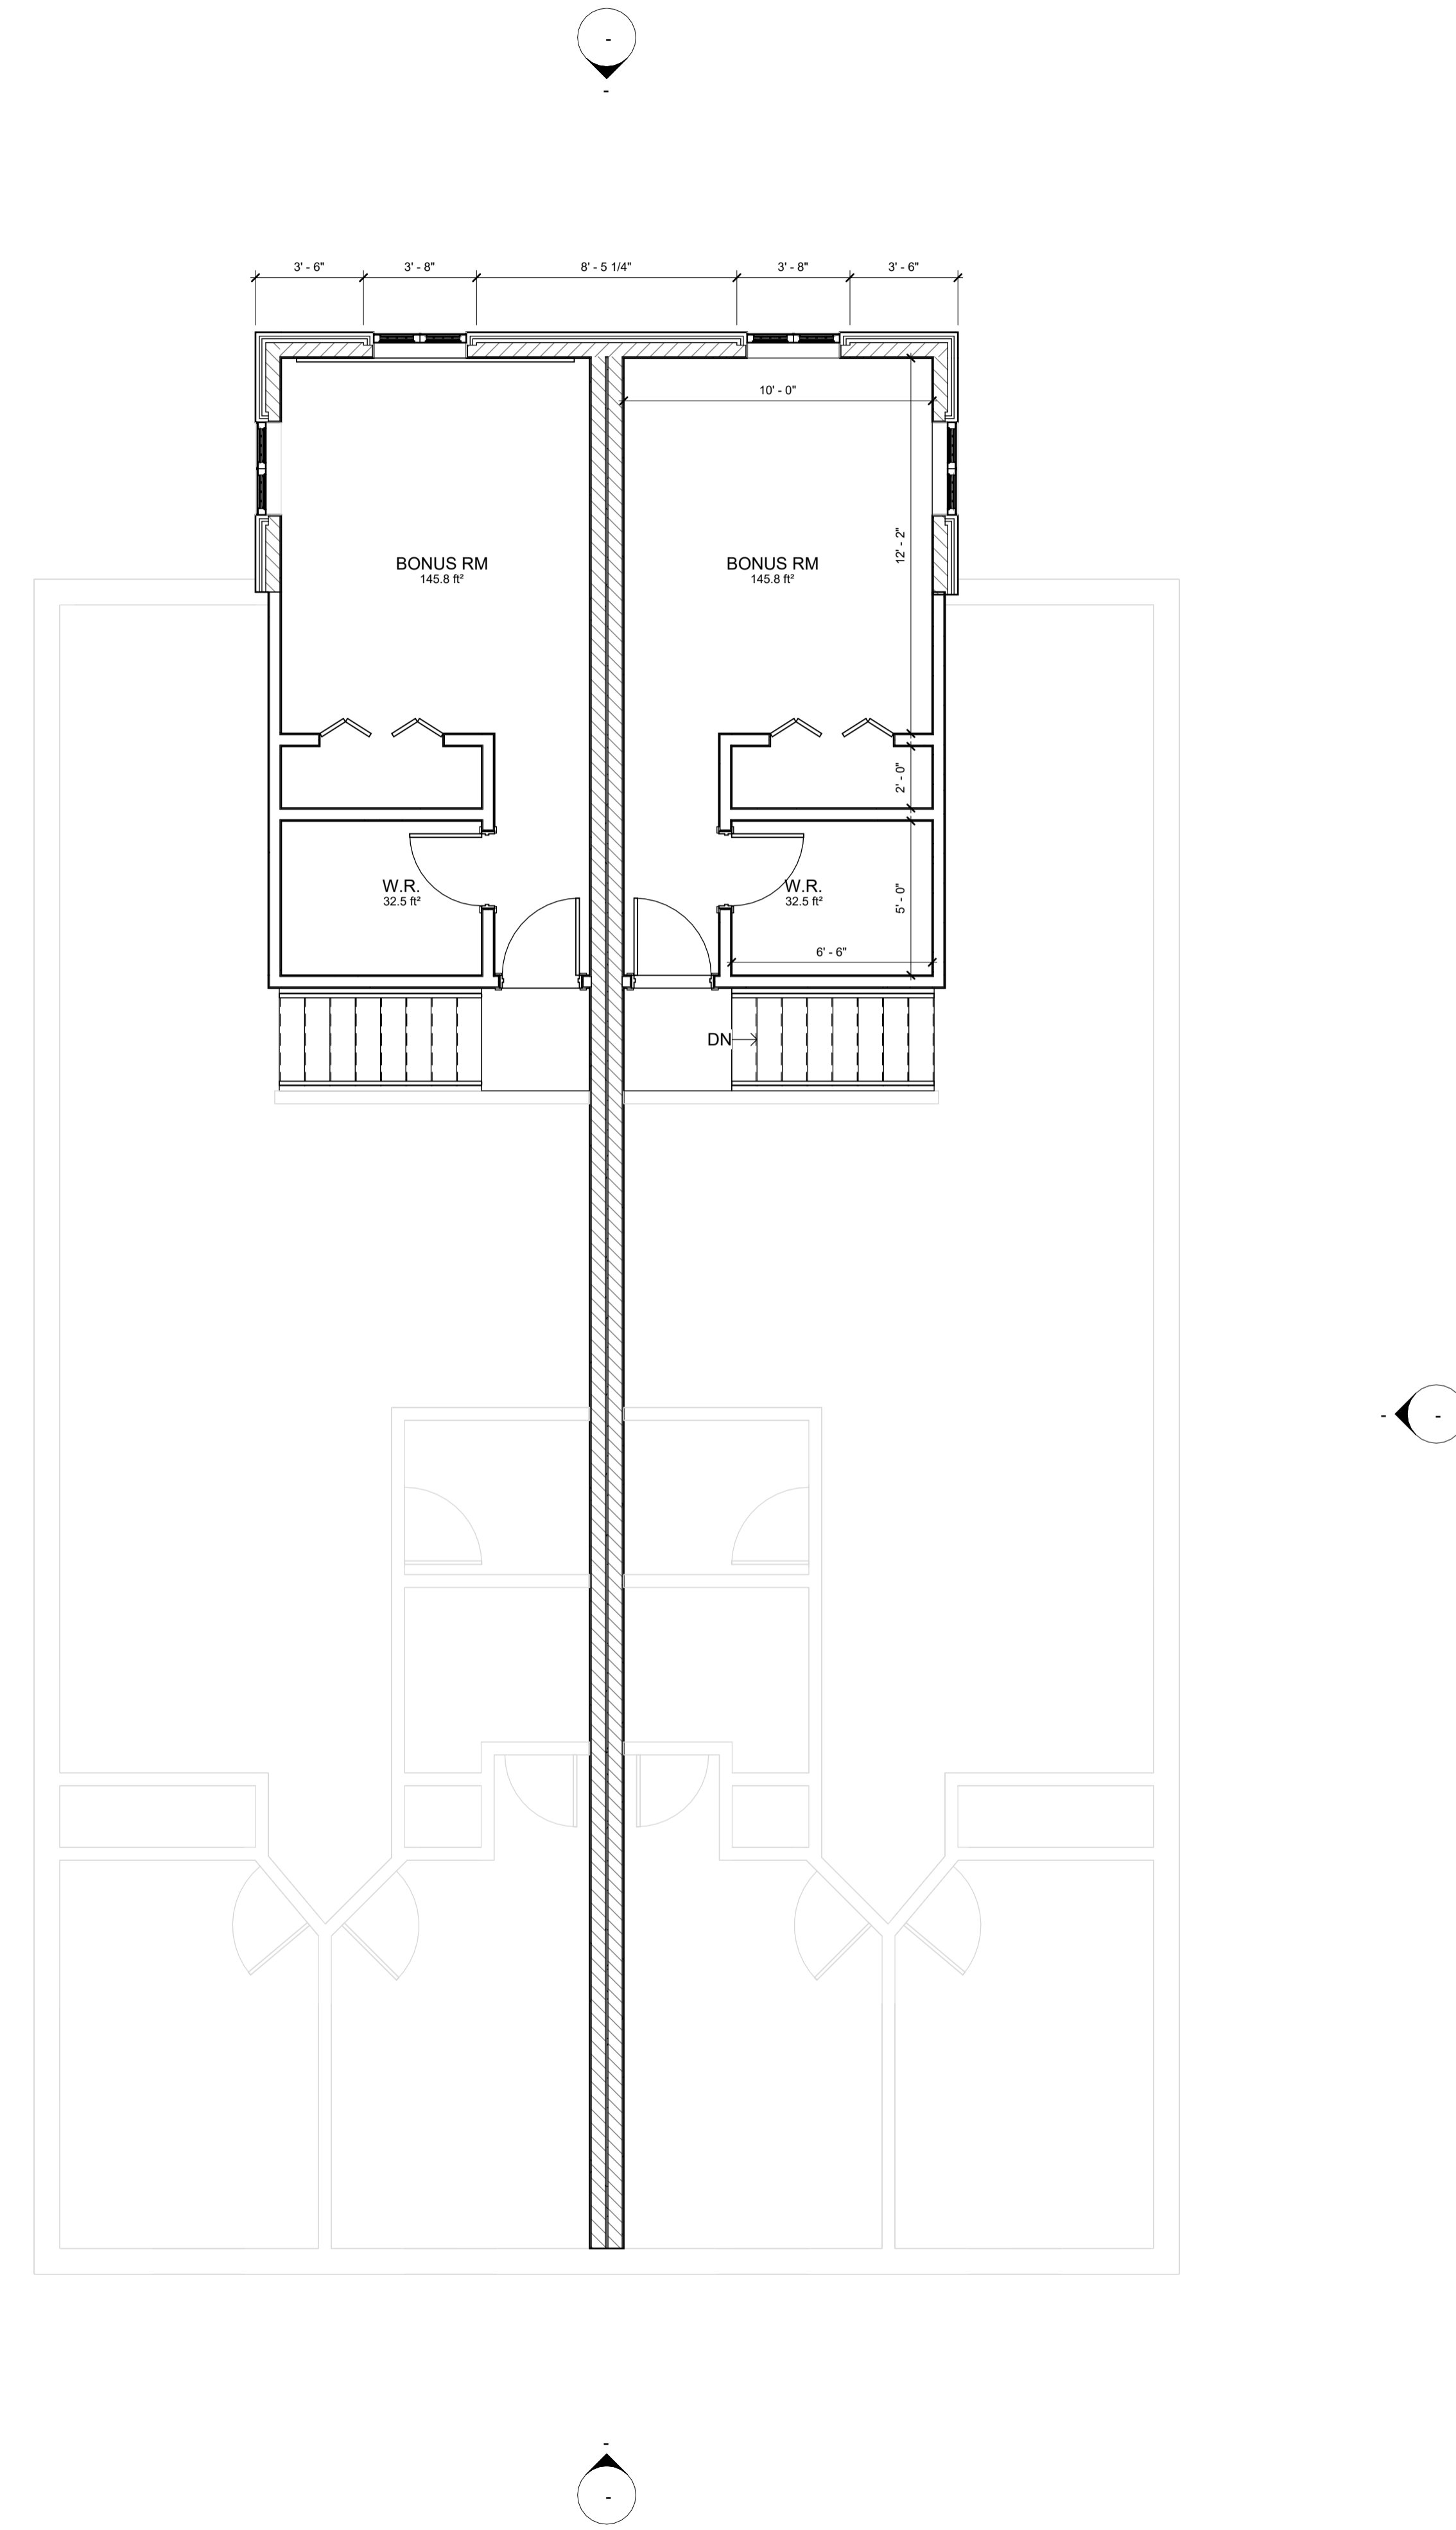 -
-
3' - 6" 3' - 8" 8' - 5 1/4" 3' - 8" 3' - 6"
10' - 0"
12' - 2"
BONUS RM BONUS RM
145.8 ft² 145.8 ft²
2' - 0"
W.R. W.R.
32.5 ft² 32.5 ft²
5' - 0"
6' - 6"
DN
- -
-
-